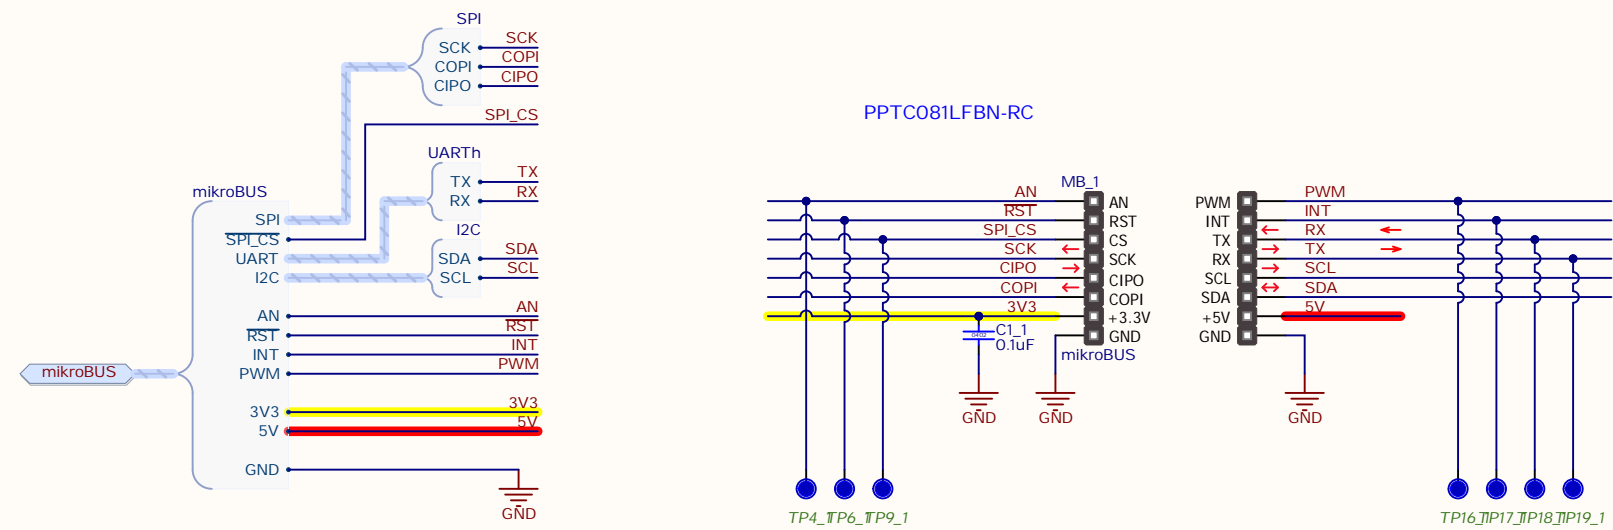 SPI
SCK SCK
COPI COPI
CIPO CIPO
SPI_CS
UARTh
TX TX
RX RX
mikroBUS
SPI
SPI_CS
UART
I2C
I2C
SDA SDA
SCL SCL
AN AN
RST RST
INT INT
PWM PWM
mikroBUS
3V3 3V3
5V 5V
GND
GND
PPTC081LFBN-RC
MB_1
AN AN
RST RST
SPI_CS CS
SCK SCK
CIPO CIPO
COPI COPI
3V3 +3.3V
GND
mikroBUS
C1_1
0402
0.1uF
GND
GND
TP4_1 TP6_1 TP9_1
PWM PWM
INT INT
TX RX
RX TX
SCL SCL
SDA SDA
+5V 5V
GND
GND
TP16_1 TP17_1 TP18_1 TP19_1